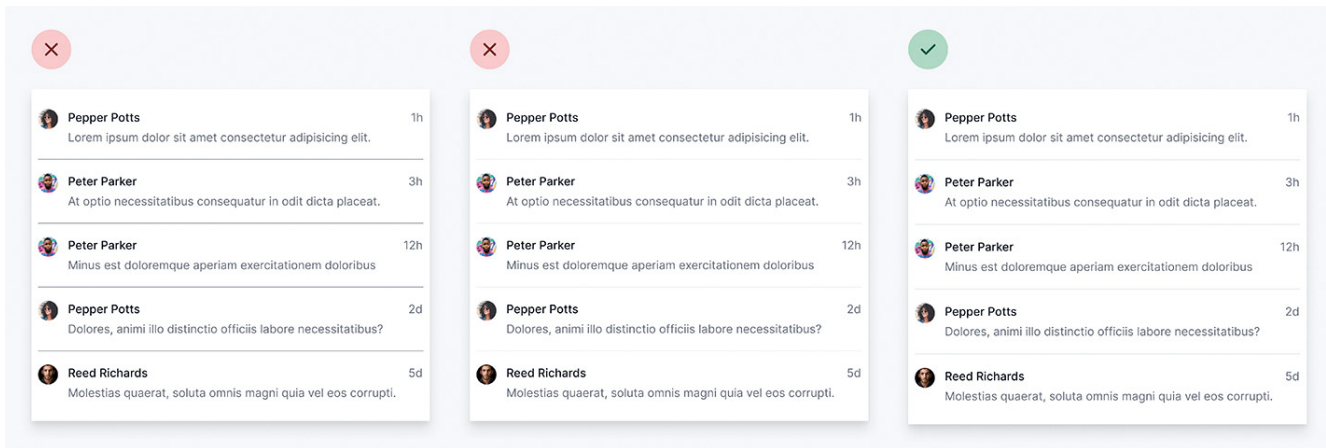 Pepper Potts 1h
Lorem ipsum dolor sit amet consectetur adipisicing elit.
Peter Parker 3h
At optio necessitatibus consequatur in odit dicta placeat.
Peter Parker 12h
Minus est doloremque aperiam exercitationem doloribus
Pepper Potts 2d
Dolores, animi illo distinctio officiis labore necessitatibus?
Reed Richards 5d
Molestias quaerat, soluta omnis magni quia vel eos corrupti.
Pepper Potts 1h
Lorem ipsum dolor sit amet consectetur adipisicing elit.
Peter Parker 3h
At optio necessitatibus consequatur in odit dicta placeat.
Peter Parker 12h
Minus est doloremque aperiam exercitationem doloribus
Pepper Potts 2d
Dolores, animi illo distinctio officiis labore necessitatibus?
Reed Richards 5d
Molestias quaerat, soluta omnis magni quia vel eos corrupti.
Pepper Potts 1h
Lorem ipsum dolor sit amet consectetur adipisicing elit.
Peter Parker 3h
At optio necessitatibus consequatur in odit dicta placeat.
Peter Parker 12h
Minus est doloremque aperiam exercitationem doloribus
Pepper Potts 2d
Dolores, animi illo distinctio officiis labore necessitatibus?
Reed Richards 5d
Molestias quaerat, soluta omnis magni quia vel eos corrupti.